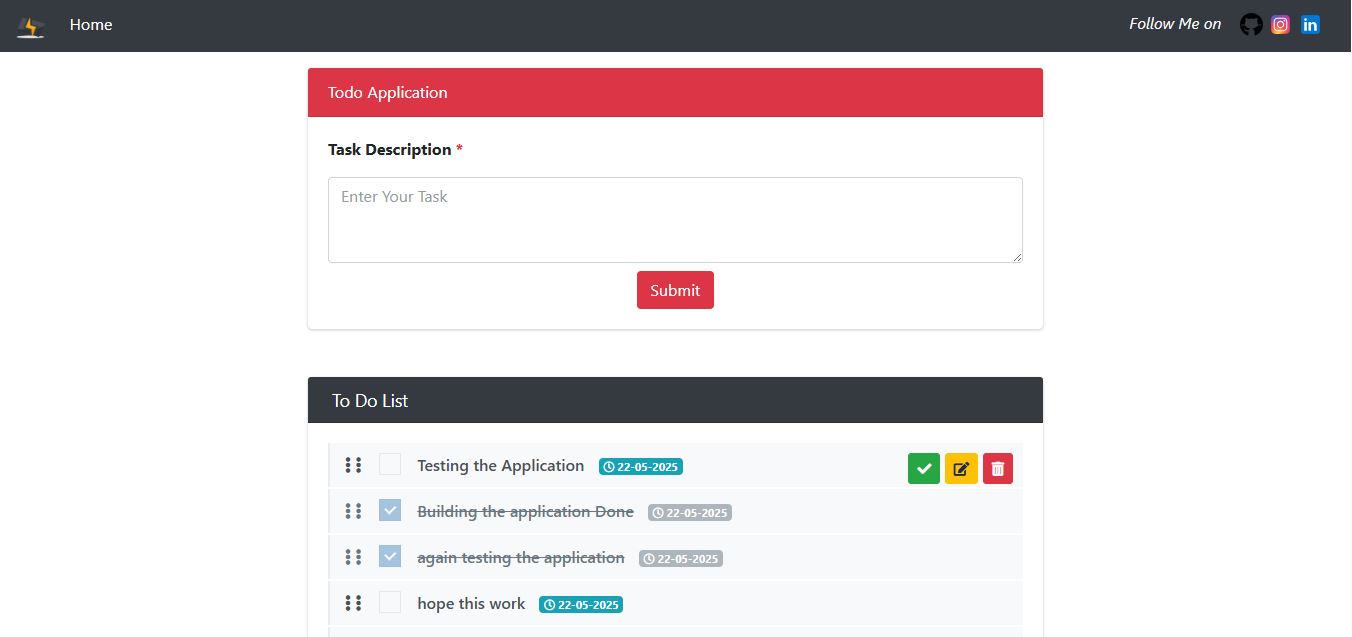 Home
Follow Me on
Todo Application
Task Description *
Enter Your Task
Submit
To Do List
Testing the Application 22-05-2025
Building the application Done 22-05-2025
again testing the application 22-05-2025
hope this work 22-05-2025